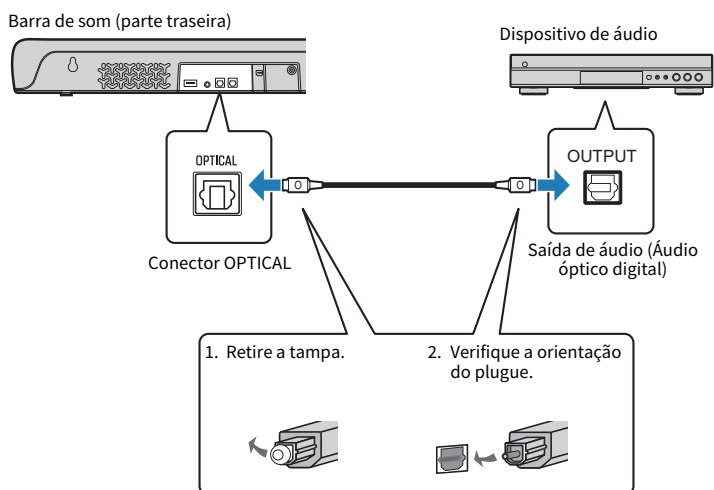 Barra de som (parte traseira)
Dispositivo de áudio
OPTICAL
OUTPUT
Conector OPTICAL
Saída de áudio (Áudio
óptico digital)
1. Retire a tampa.
2. Verifique a orientação
do plugue.